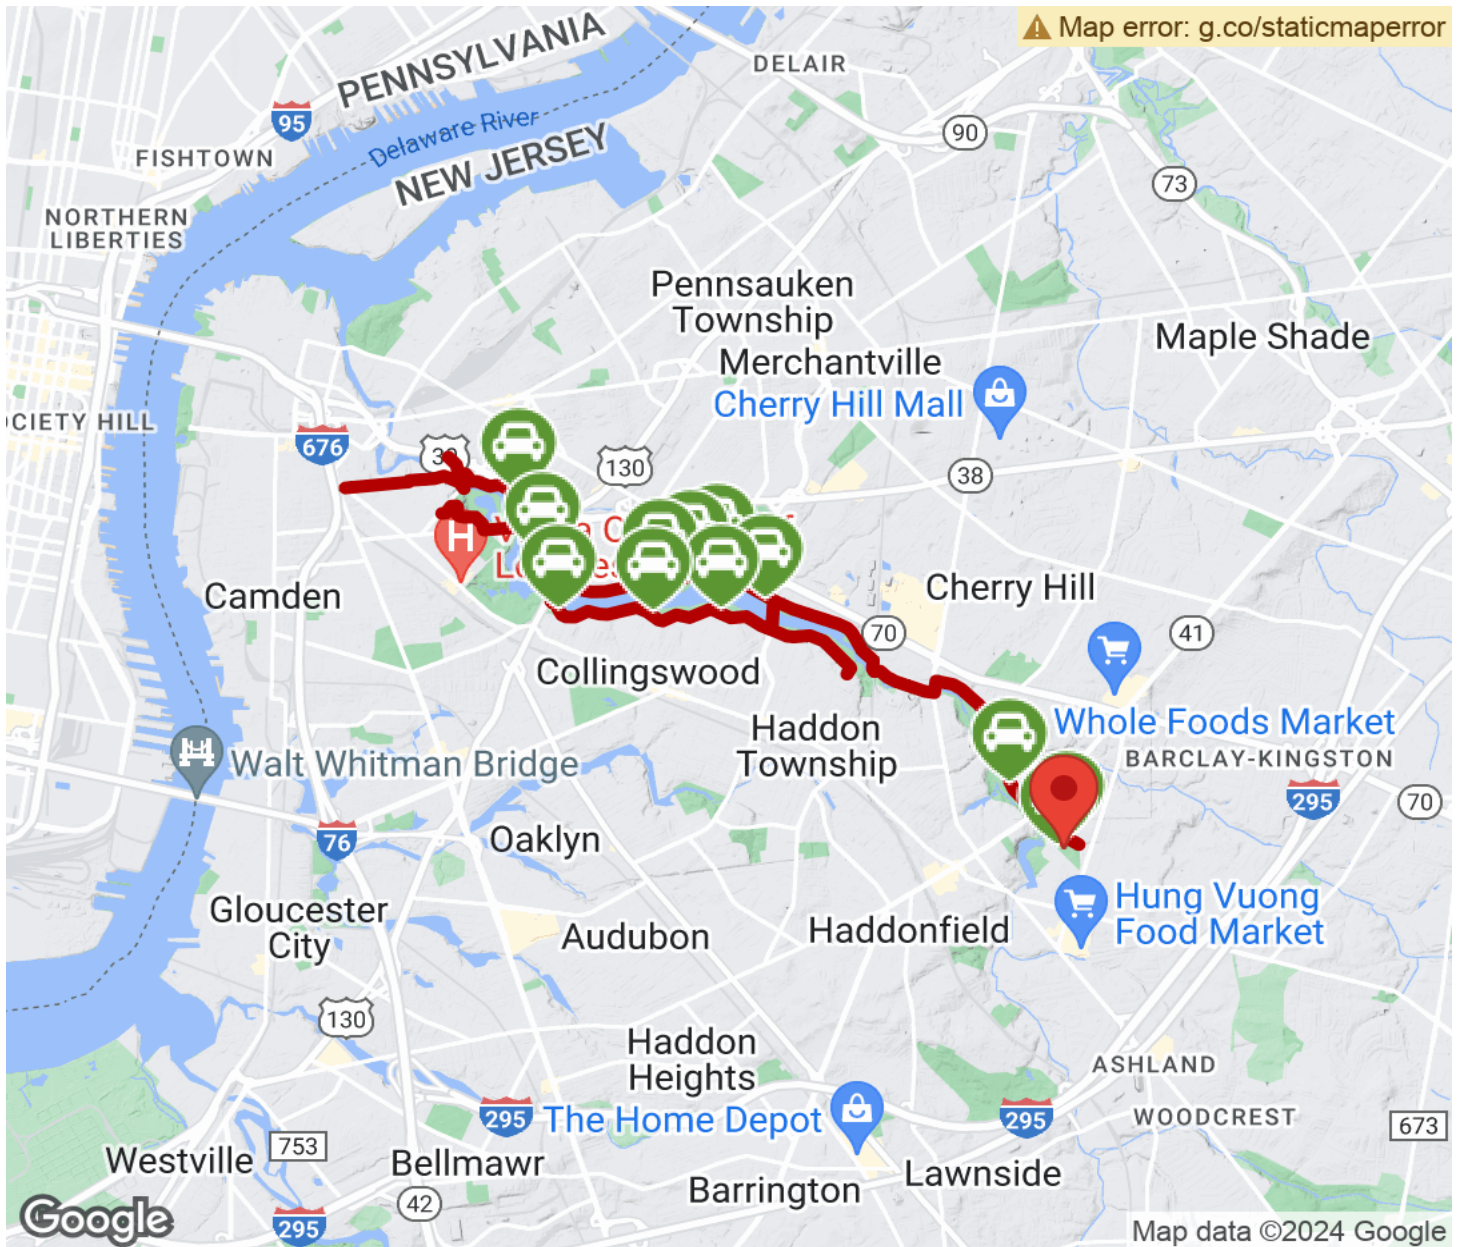 Map error: g.co/staticmaperror
PENNSYLVANIA
DELAIR
95
Delaware River
90
FISHTOWN
NEW JERSEY
73
NORTHERN
LIBERTIES
Pennsauken
Township
Maple Shade
Merchantville
Cherry Hill Mall
OCIETY HILL
676
130
38
H
Camden
Cherry Hill
70
41
Collingswood
Whole Foods Market
Haddon
Township
BARCLAY-KINGSTON
Walt Whitman Bridge
295
70
76
Oaklyn
Hung Vuong
Food Market
Gloucester
City
Audubon
Haddonfield
130
Haddon
Heights
ASHLAND
295
The Home Depot
295
WOODCREST
673
753
Westville
Bellmawr
Barrington
Lawnside
42
Google
295
Map data ©2024 Google